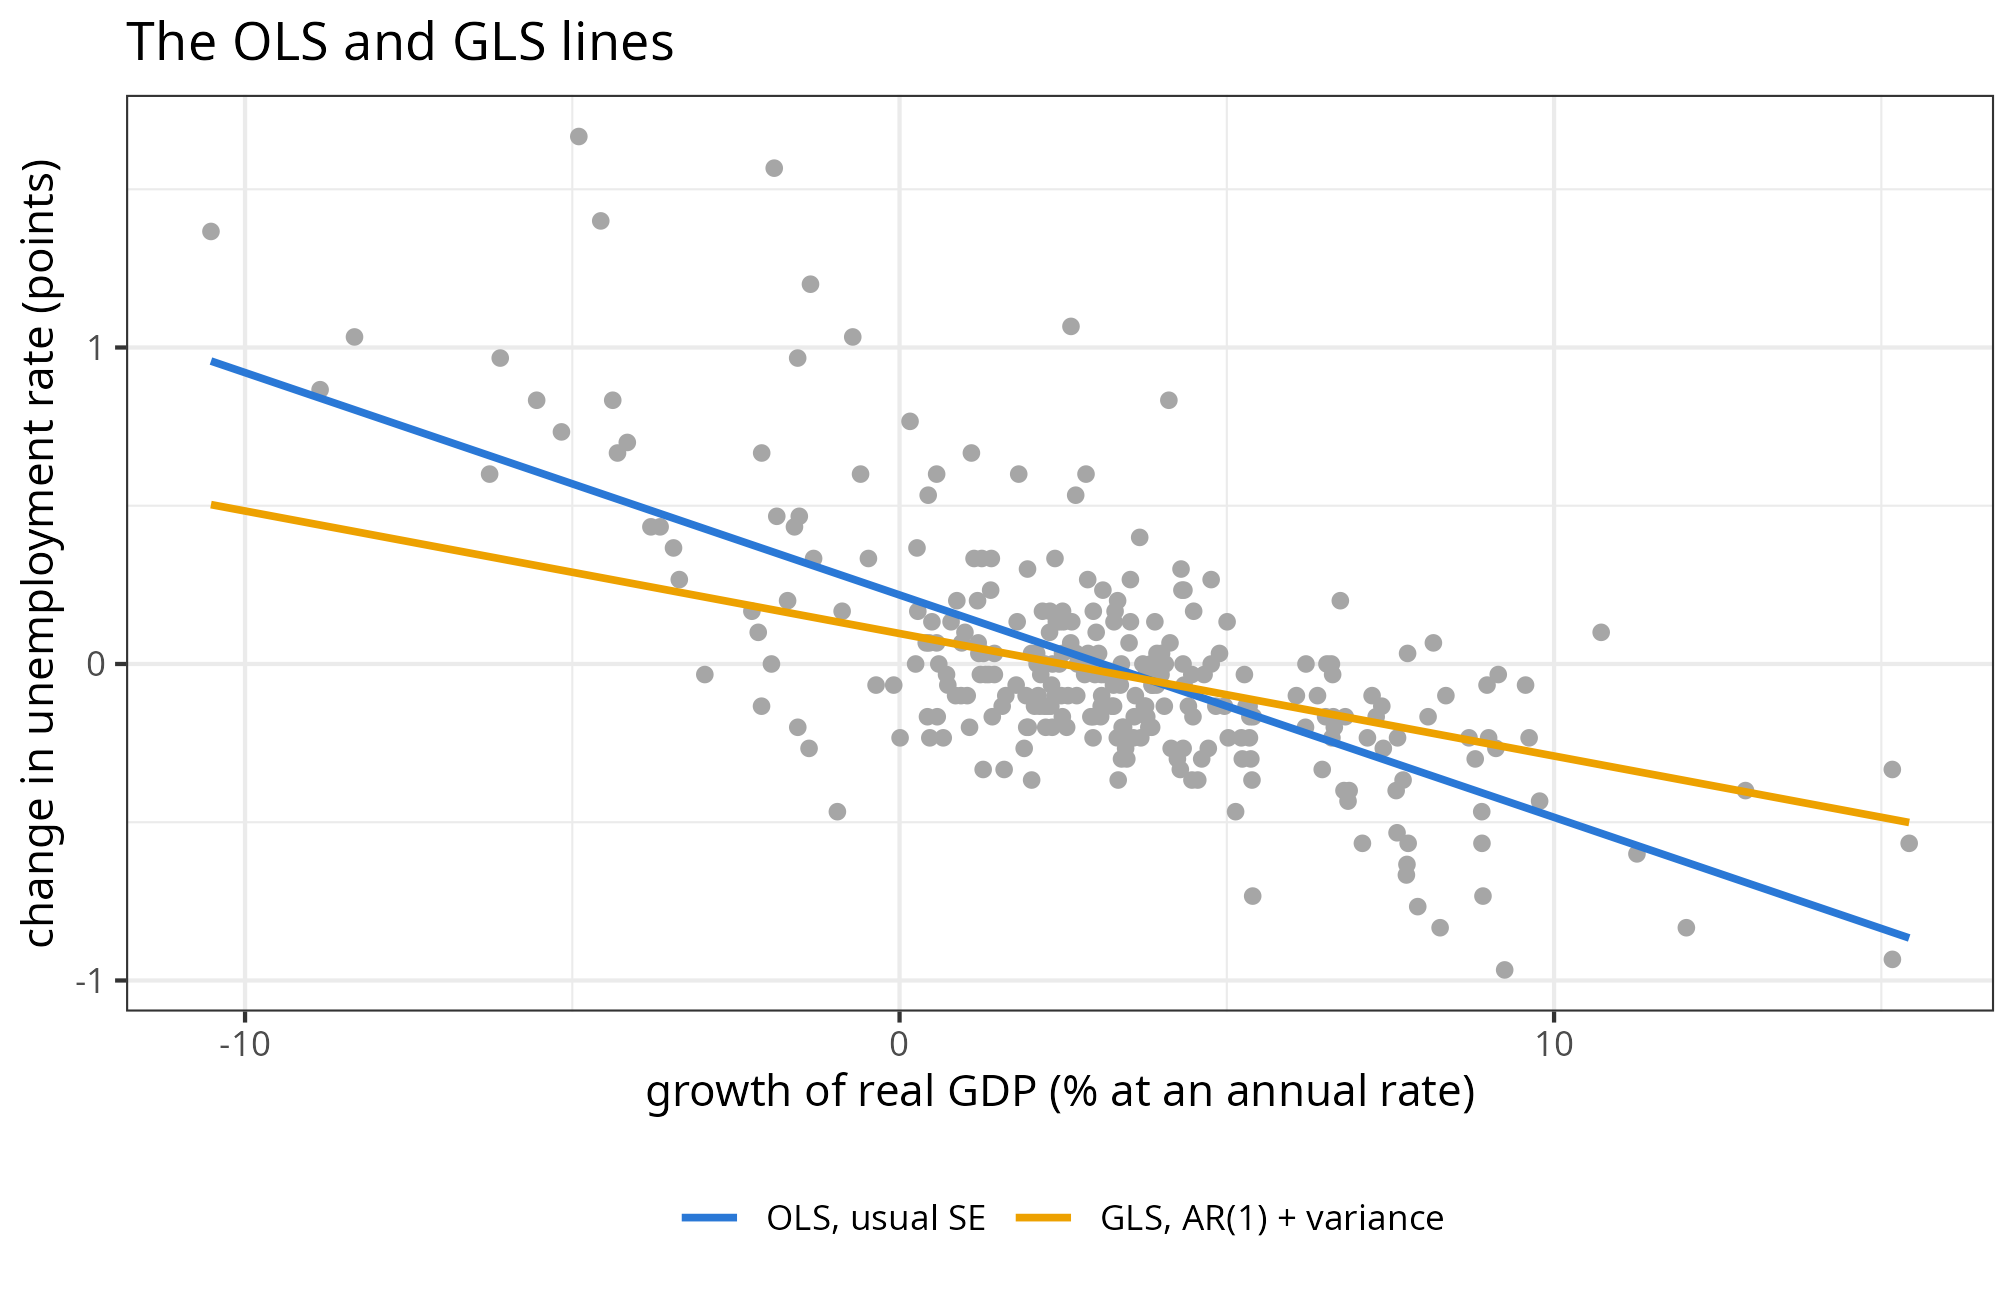 The OLS and GLS lines
change in unemployment rate (points)
1
0
-1
-10
0
10
growth of real GDP (% at an annual rate)
OLS, usual SE
GLS, AR(1) + variance